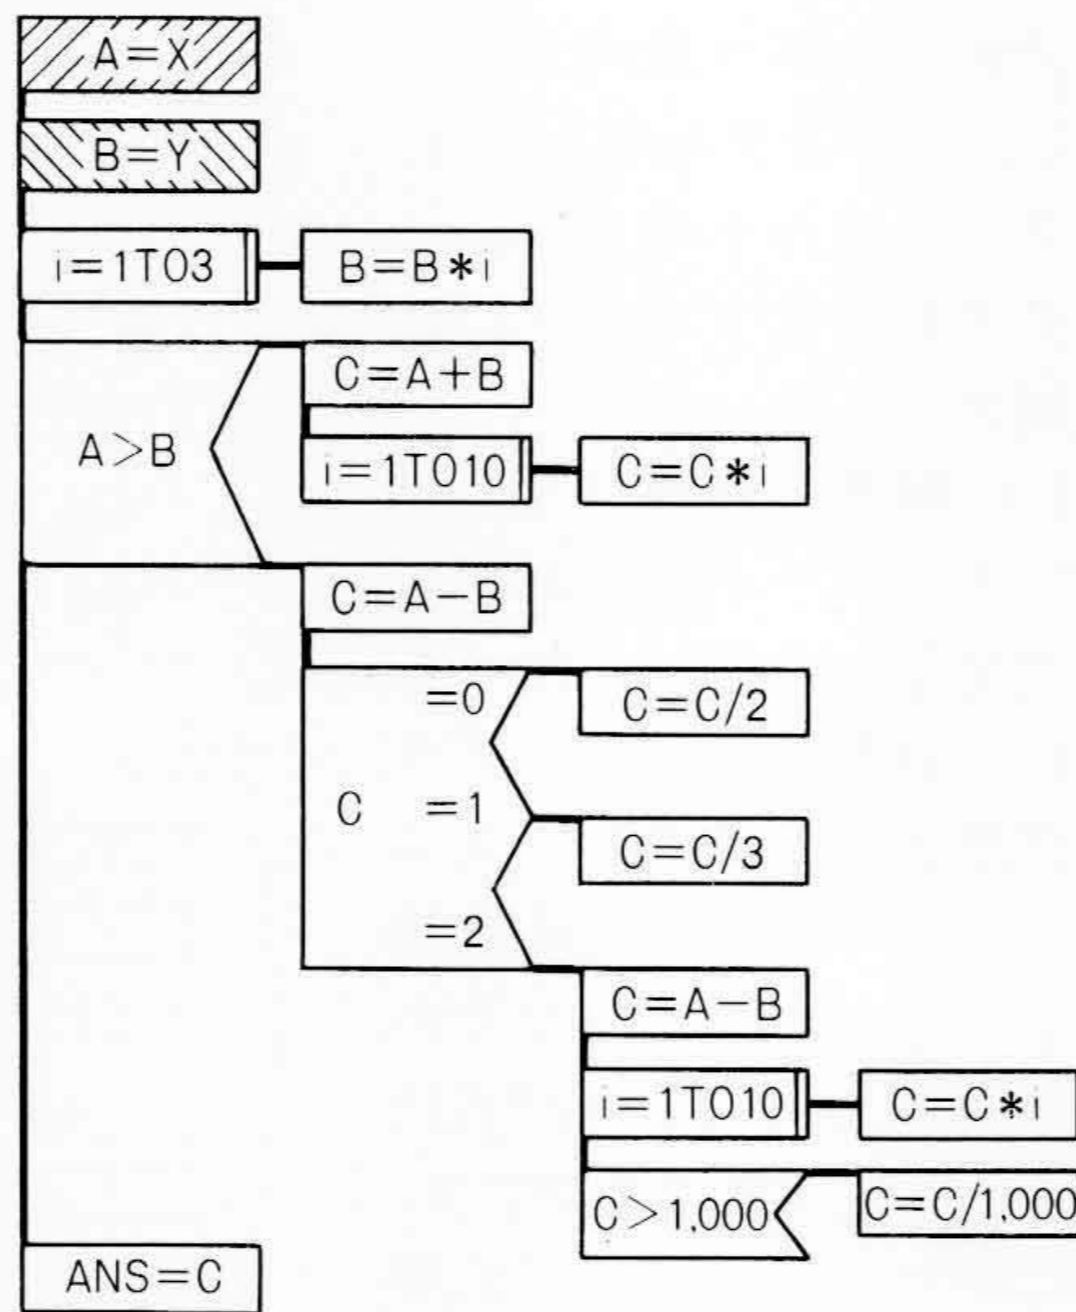 A=X
B=Y
i=1TO3
B=B*i
A>B
C=A+B
i=1TO10
C=C*i
C=A-B
C
=0
C=C/2
=1
C=C/3
=2
C=A-B
i=1TO10
C=C*i
C>1,000
C=C/1,000
ANS=C